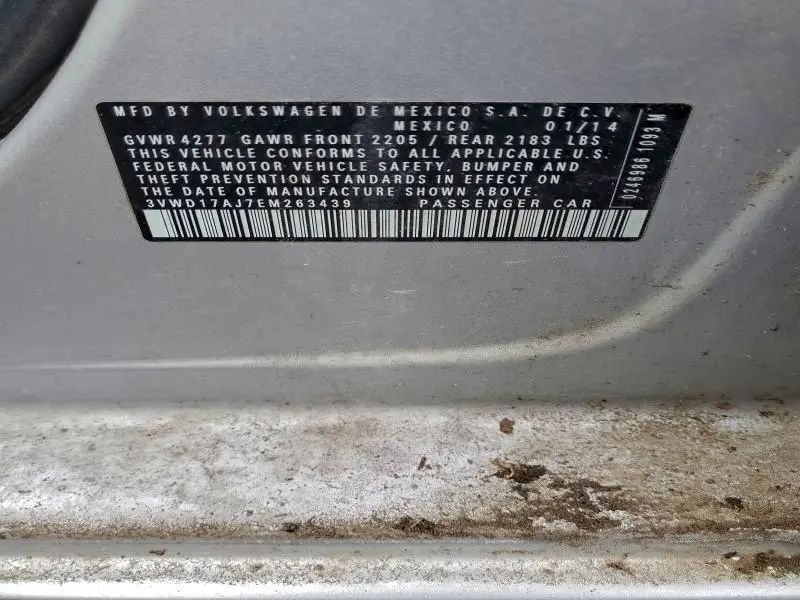 MFD BY VOLKSWAGEN DE MEXICO S.A. DE C.V.
MEXICO 01/14
GVWR 4277 GAWR FRONT 2205 / REAR 2183 LBS
THIS VEHICLE CONFORMS TO ALL APPLICABLE U.S.
FEDERAL MOTOR VEHICLE SAFETY, BUMPER AND
THEFT PREVENTION STANDARDS IN EFFECT ON
THE DATE OF MANUFACTURE SHOWN ABOVE.
3VWD17AJ7EM263439 PASSENGER CAR
0246986 1093 M